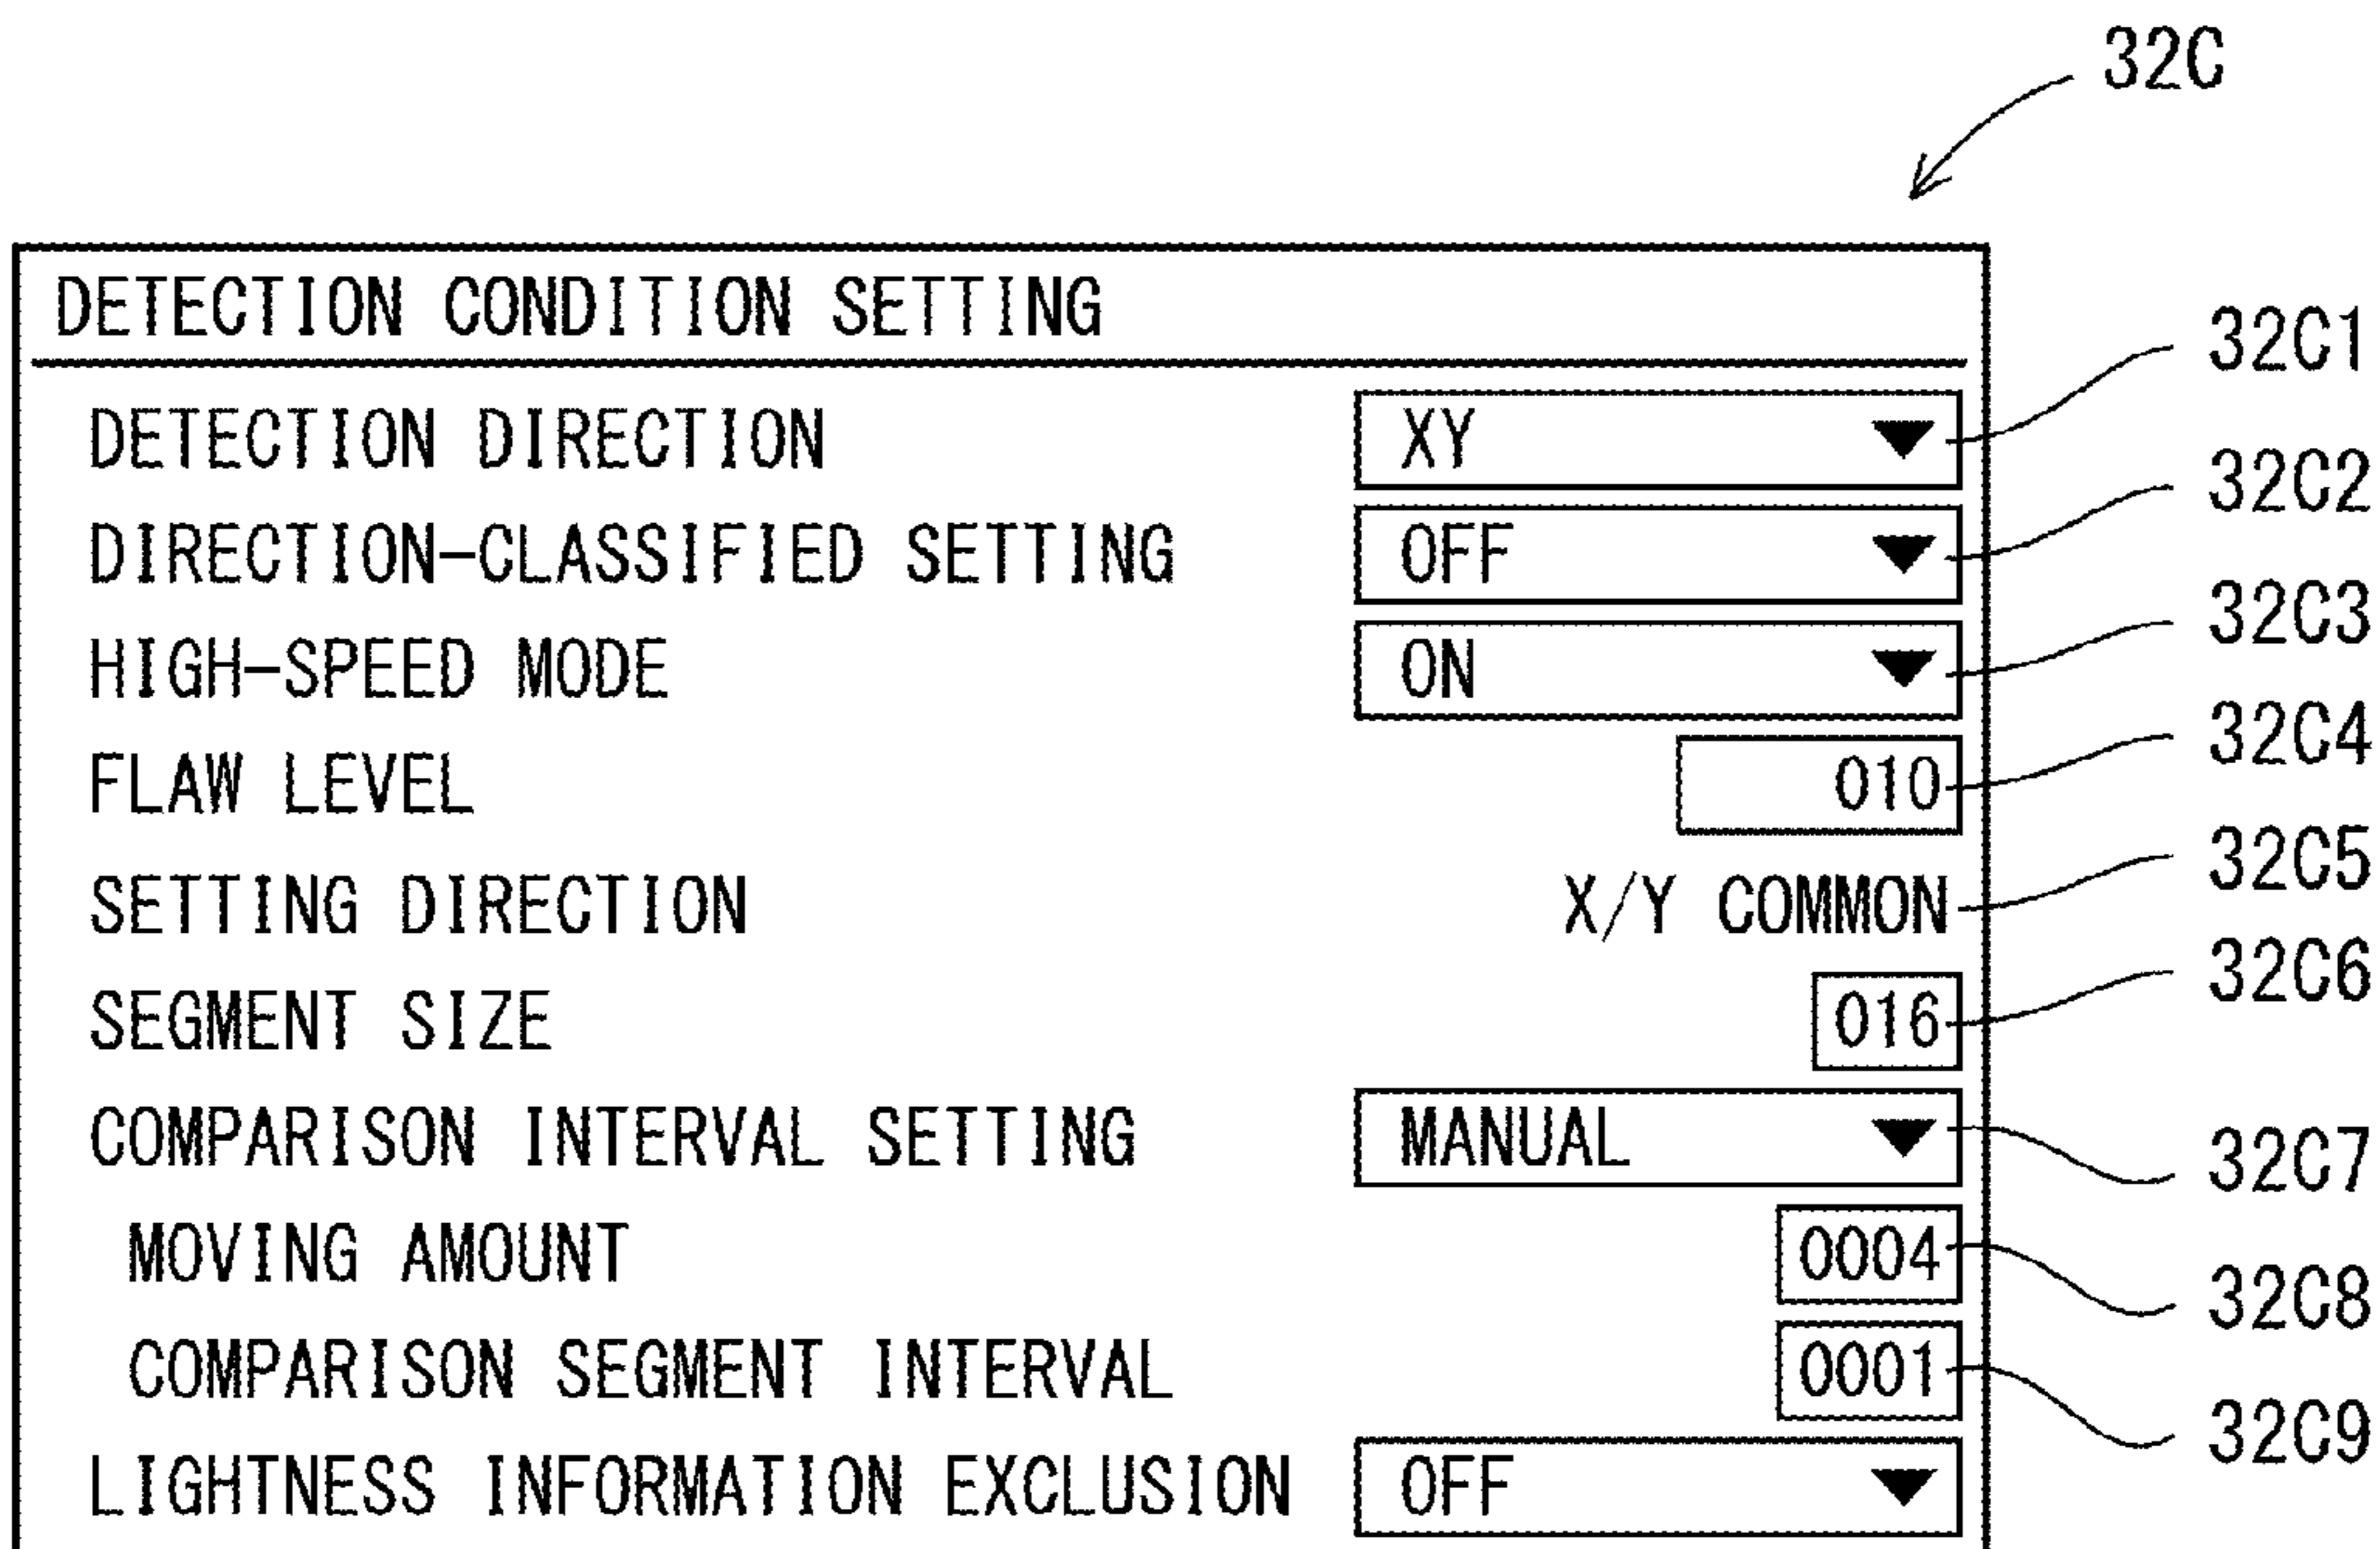 32C
DETECTION CONDITION SETTING
DETECTION DIRECTION XY 32C1
DIRECTION-CLASSIFIED SETTING OFF 32C2
HIGH-SPEED MODE ON 32C3
FLAW LEVEL 010 32C4
SETTING DIRECTION X/Y COMMON 32C5
SEGMENT SIZE 016 32C6
COMPARISON INTERVAL SETTING MANUAL 32C7
MOVING AMOUNT 0004 32C8
COMPARISON SEGMENT INTERVAL 0001 32C9
LIGHTNESS INFORMATION EXCLUSION OFF